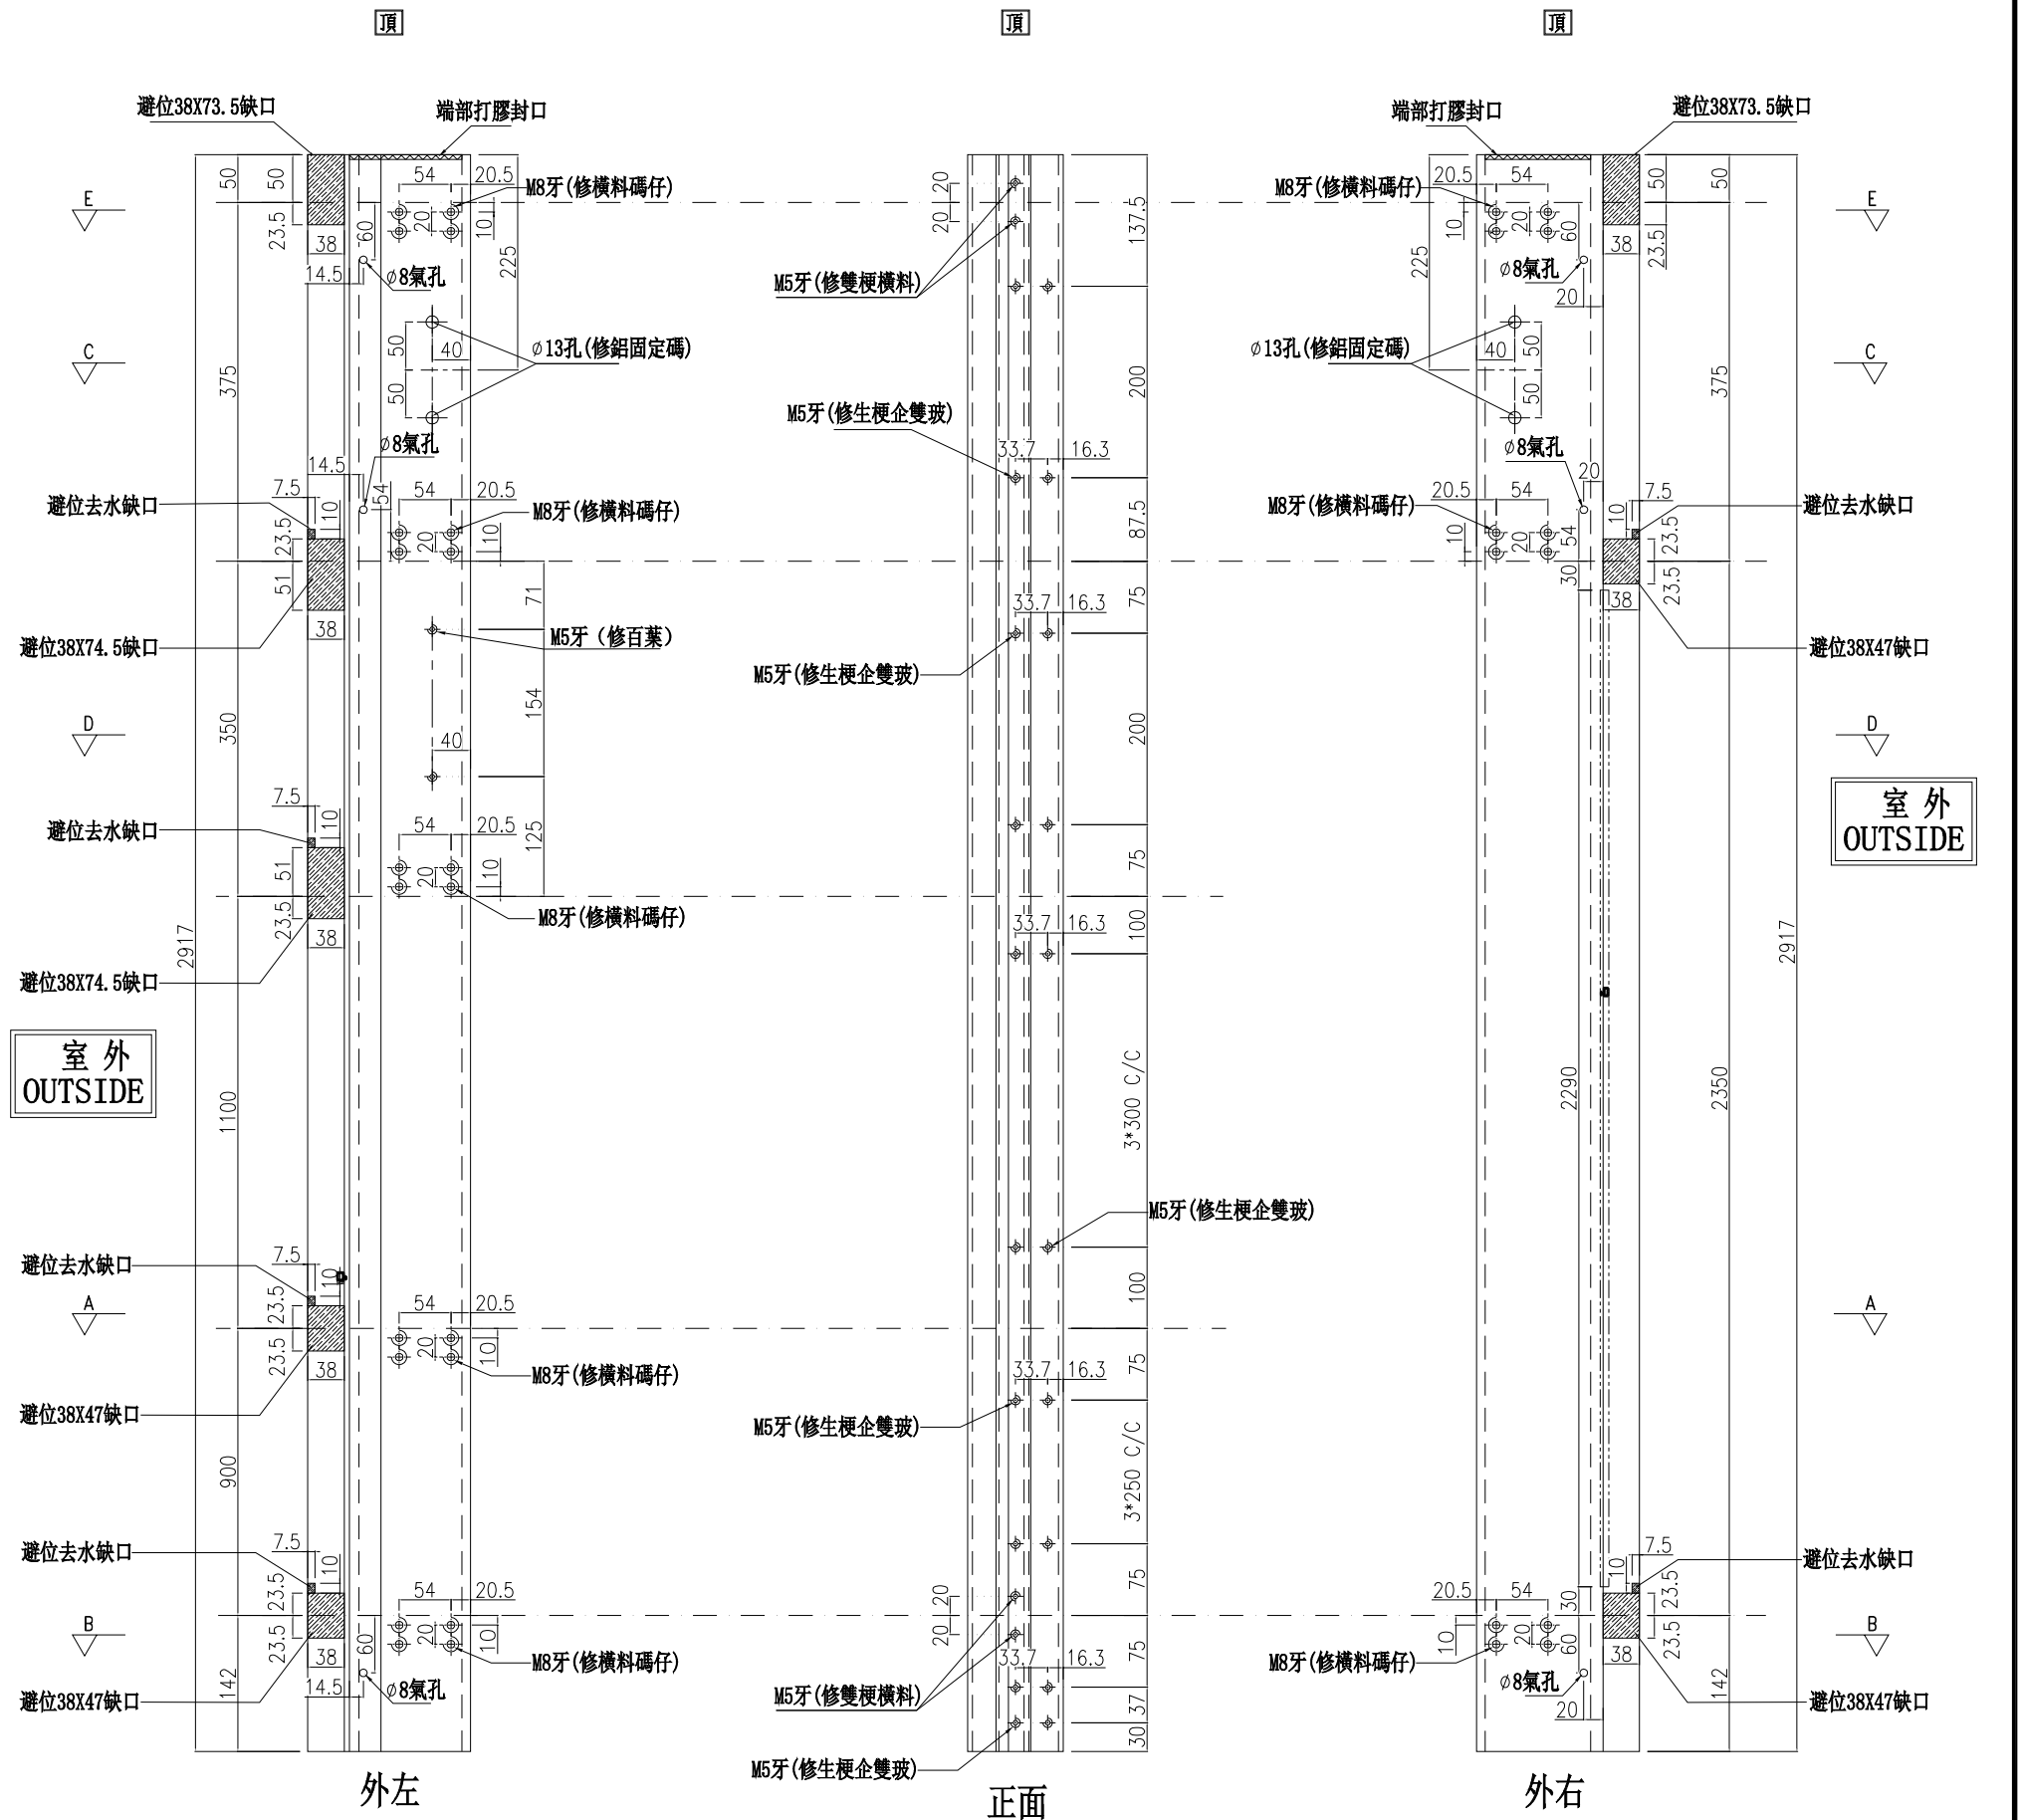 頂
頂
頂
避位38X73.5缺口
端部打膠封口
端部打膠封口
避位38X73.5缺口
50
50
23.5
38
14.5
60
54
20.5
20
10
225
M8牙(修橫料碼仔)
φ8氣孔
E
20
20
137.5
M5牙(修雙梗橫料)
M8牙(修橫料碼仔)
20.5
54
10
20
60
225
φ8氣孔
20
38
50
23.5
50
E
C
375
50
50
40
φ13孔(修鋁固定碼)
200
φ13孔(修鋁固定碼)
40
50
50
375
C
φ8氣孔
14.5
M5牙(修生梗企雙玻)
33.7
16.3
φ8氣孔
20
避位去水缺口
7.5
10
23.5
51
38
54
54
20.5
20
10
M8牙(修橫料碼仔)
87.5
M8牙(修橫料碼仔)
20.5
54
10
20
54
30
7.5
10
23.5
23.5
38
避位去水缺口
避位38X74.5缺口
71
M5牙（修百葉）
75
33.7
16.3
M5牙(修生梗企雙玻)
避位38X47缺口
D
350
154
40
200
D
室 外
OUTSIDE
避位去水缺口
7.5
10
51
23.5
38
54
20.5
20
10
125
M8牙(修橫料碼仔)
75
100
33.7
16.3
避位38X74.5缺口
2917
2917
室 外
OUTSIDE
1100
3*300 C/C
2290
2350
M5牙(修生梗企雙玻)
避位去水缺口
7.5
10
23.5
23.5
38
A
54
20.5
20
10
M8牙(修橫料碼仔)
100
75
33.7
16.3
A
避位38X47缺口
M5牙(修生梗企雙玻)
900
3*250 C/C
避位去水缺口
7.5
10
23.5
23.5
38
14.5
60
54
20.5
20
10
M8牙(修橫料碼仔)
φ8氣孔
B
142
避位38X47缺口
20
20
75
75
33.7
16.3
37
30
M5牙(修雙梗橫料)
M5牙(修生梗企雙玻)
20.5
54
10
20
30
60
M8牙(修橫料碼仔)
φ8氣孔
20
7.5
10
23.5
23.5
38
避位去水缺口
B
142
避位38X47缺口
外左
正面
外右